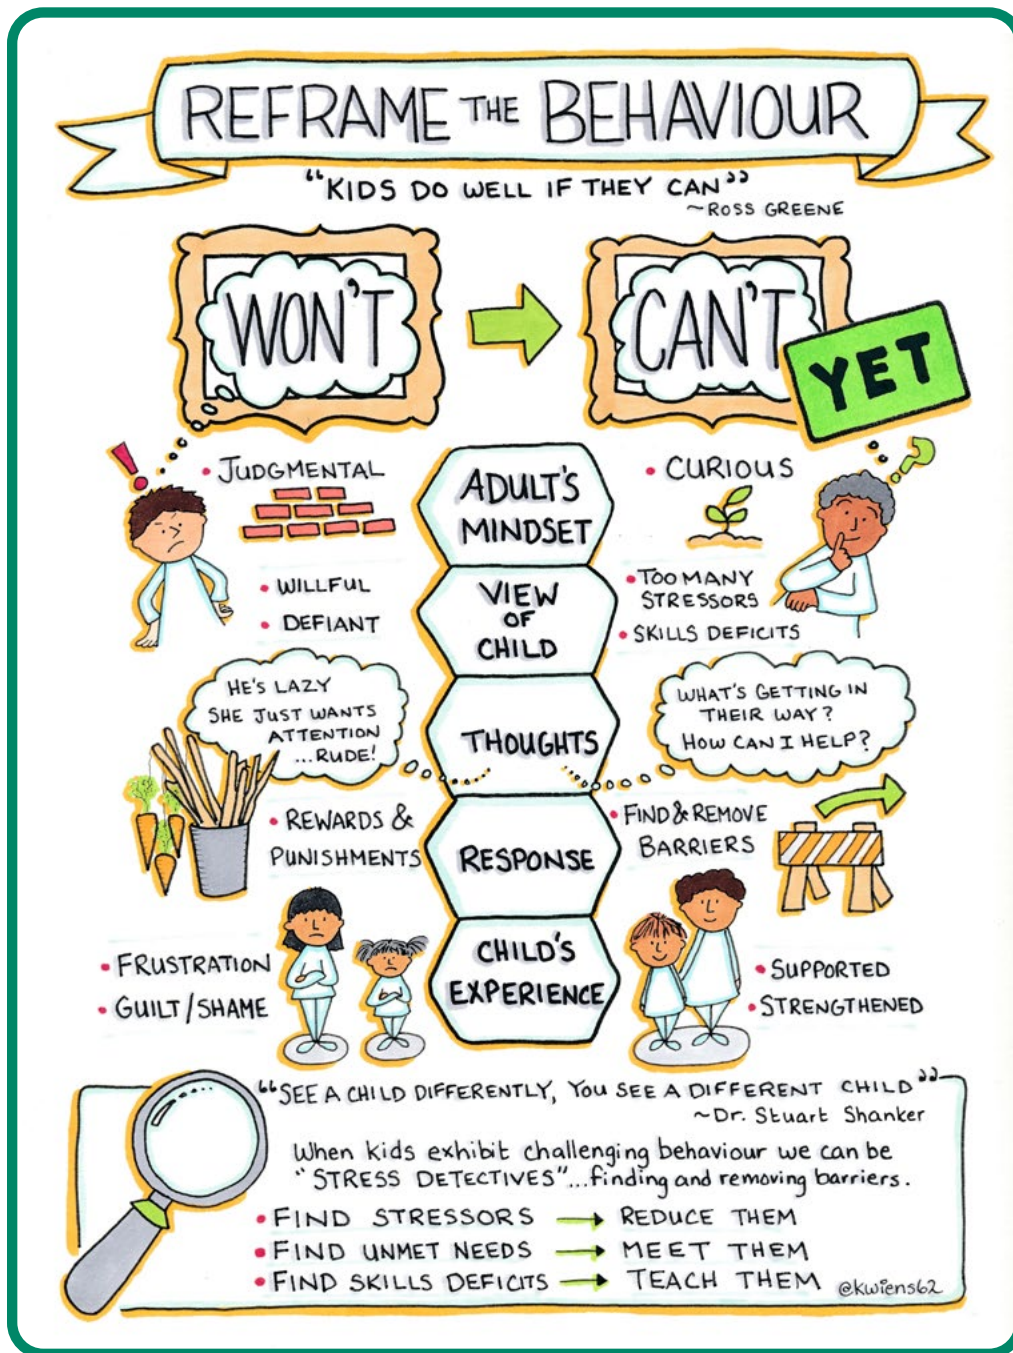 REFRAME THE BEHAVIOUR
“KIDS DO WELL IF THEY CAN”
~ROSS GREENE
WON'T
CAN'T
YET
!
?
• JUDGMENTAL
ADULT'S
MINDSET
• CURIOUS
• WILLFUL
• DEFIANT
VIEW
OF
CHILD
• TOO MANY
STRESSORS
• SKILLS DEFICITS
HE'S LAZY
SHE JUST WANTS
ATTENTION
...RUDE!
THOUGHTS
WHAT'S GETTING IN
THEIR WAY?
HOW CAN I HELP?
• REWARDS &
PUNISHMENTS
RESPONSE
• FIND & REMOVE
BARRIERS
• FRUSTRATION
• GUILT/SHAME
CHILD'S
EXPERIENCE
• SUPPORTED
• STRENGTHENED
“SEE A CHILD DIFFERENTLY, YOU SEE A DIFFERENT CHILD”
~Dr. Stuart Shanker
When kids exhibit challenging behaviour we can be
“STRESS DETECTIVES”...finding and removing barriers.
• FIND STRESSORS → REDUCE THEM
• FIND UNMET NEEDS → MEET THEM
• FIND SKILLS DEFICITS → TEACH THEM
@kwiens62